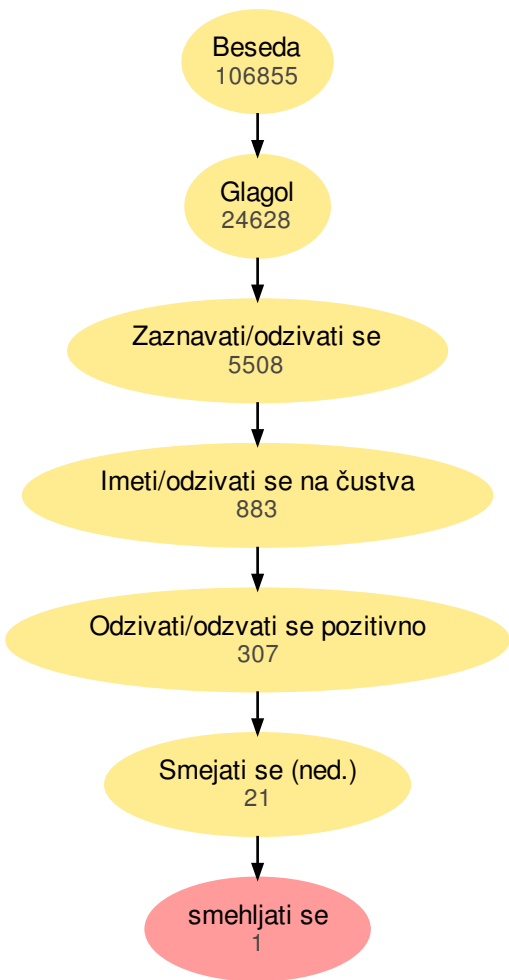 Beseda
106855
Glagol
24628
Zaznavati/odzivati se
5508
Imeti/odzivati se na čustva
883
Odzivati/odzvati se pozitivno
307
Smejati se (ned.)
21
smehljati se
1